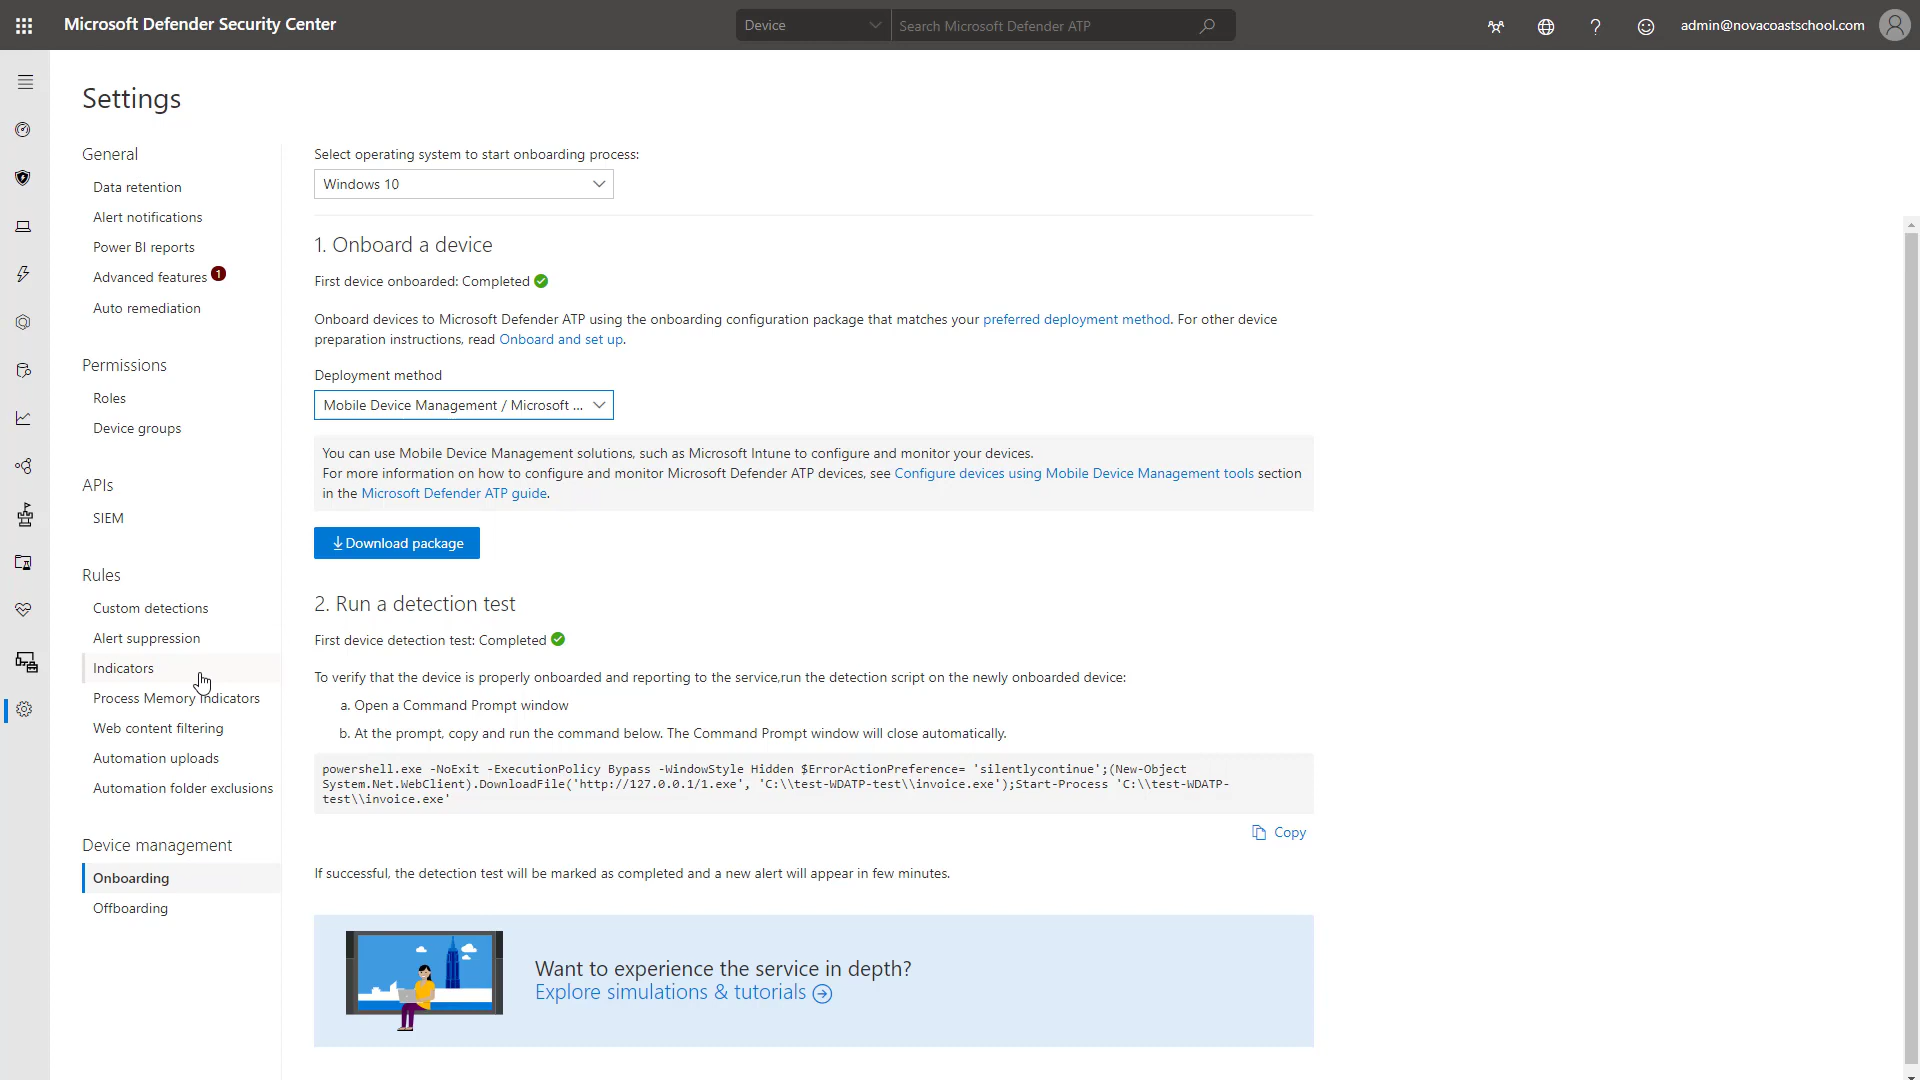 Microsoft Defender Security Center
Device
Search Microsoft Defender ATP
admin@novacoastschool.com
Settings
General
Data retention
Alert notifications
Power BI reports
Advanced features 1
Auto remediation
Permissions
Roles
Device groups
APIs
SIEM
Rules
Custom detections
Alert suppression
Indicators
Process Memory Indicators
Web content filtering
Automation uploads
Automation folder exclusions
Device management
Onboarding
Offboarding
Select operating system to start onboarding process:
Windows 10
1. Onboard a device
First device onboarded: Completed
Onboard devices to Microsoft Defender ATP using the onboarding configuration package that matches your preferred deployment method. For other device
preparation instructions, read Onboard and set up.
Deployment method
Mobile Device Management / Microsoft ...
You can use Mobile Device Management solutions, such as Microsoft Intune to configure and monitor your devices.
For more information on how to configure and monitor Microsoft Defender ATP devices, see Configure devices using Mobile Device Management tools section
in the Microsoft Defender ATP guide.
Download package
2. Run a detection test
First device detection test: Completed
To verify that the device is properly onboarded and reporting to the service,run the detection script on the newly onboarded device:
a. Open a Command Prompt window
b. At the prompt, copy and run the command below. The Command Prompt window will close automatically.
powershell.exe -NoExit -ExecutionPolicy Bypass -WindowStyle Hidden $ErrorActionPreference= 'silentlycontinue';(New-Object
System.Net.WebClient).DownloadFile('http://127.0.0.1/1.exe', 'C:\\test-WDATP-test\\invoice.exe');Start-Process 'C:\\test-WDATP-
test\\invoice.exe'
Copy
If successful, the detection test will be marked as completed and a new alert will appear in few minutes.
Want to experience the service in depth?
Explore simulations & tutorials